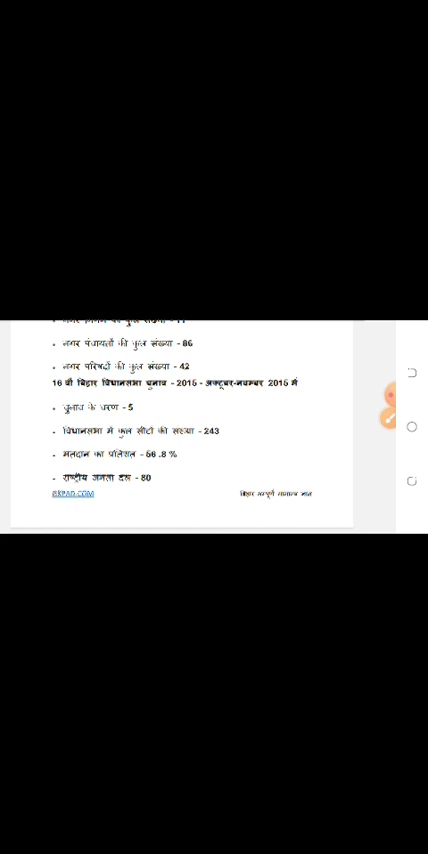 • नगर पंचायतों की कुल संख्या - 86
• नगर परिषदों की कुल संख्या - 42
16 वी बिहार विधानसभा चुनाव - 2015 - अक्टूबर-नवम्बर 2015 में
• चुनाव के चरण - 5
• विधानसभा में कुल सीटों की संख्या - 243
• मतदान का प्रतिशत - 56 .8 %
• राष्ट्रीय जनता दल - 80
बिहार सम्पूर्ण सामान्य ज्ञान